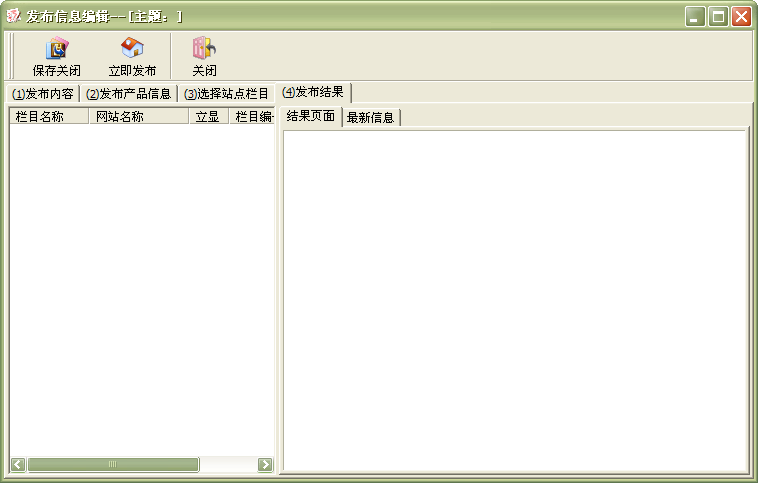 发布信息编辑--[主题：]
保存关闭 立即发布 关闭
(1)发布内容 (2)发布产品信息 (3)选择站点栏目 (4)发布结果
栏目名称 网站名称 立显 栏目编
结果页面 最新信息